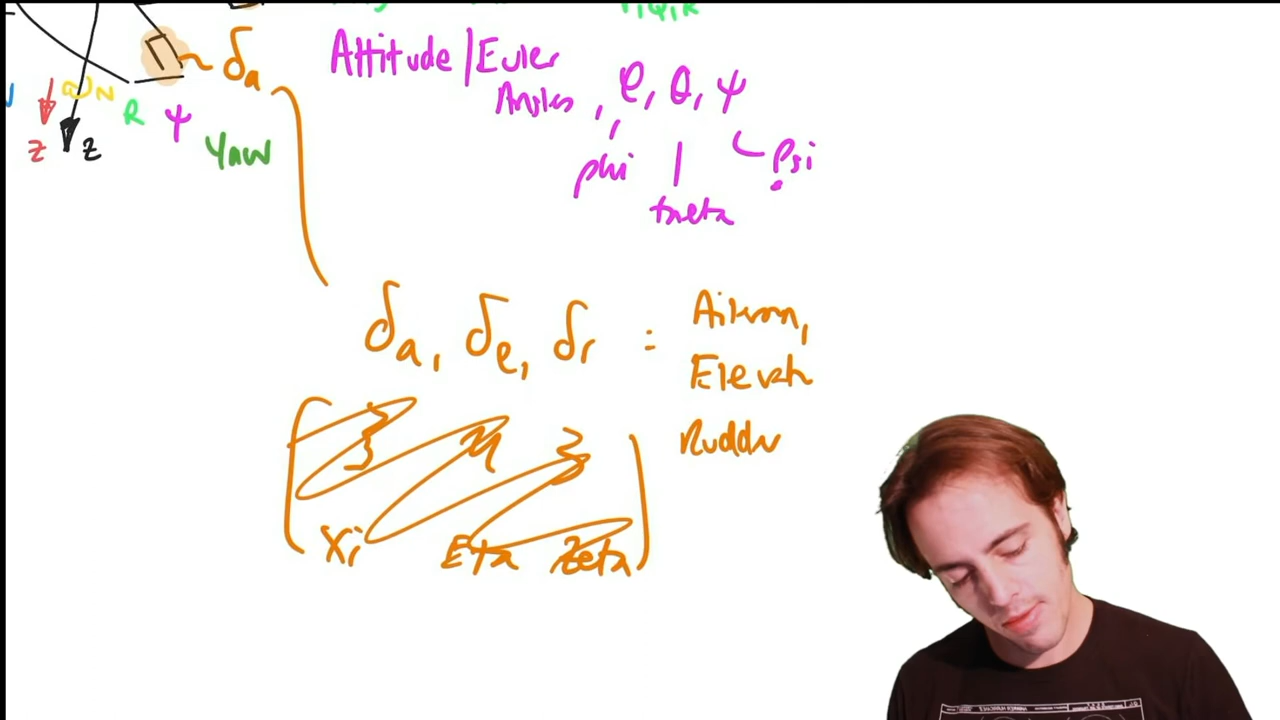 P, Q, R
δa
Attitude/Euler
Angles, φ, θ, ψ
N
R
ψ
z
z
Yaw
phi
psi
theta
δa, δe, δr = Aileron,
Elevator
Rudder
ξ η ζ
Xi Eta Zeta